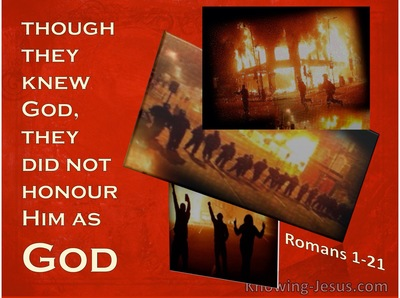 THOUGH
THEY
KNEW
GOD,
THEY
DID NOT
HONOUR
HIM AS
GOD
Romans 1-21
Knowing-Jesus.com